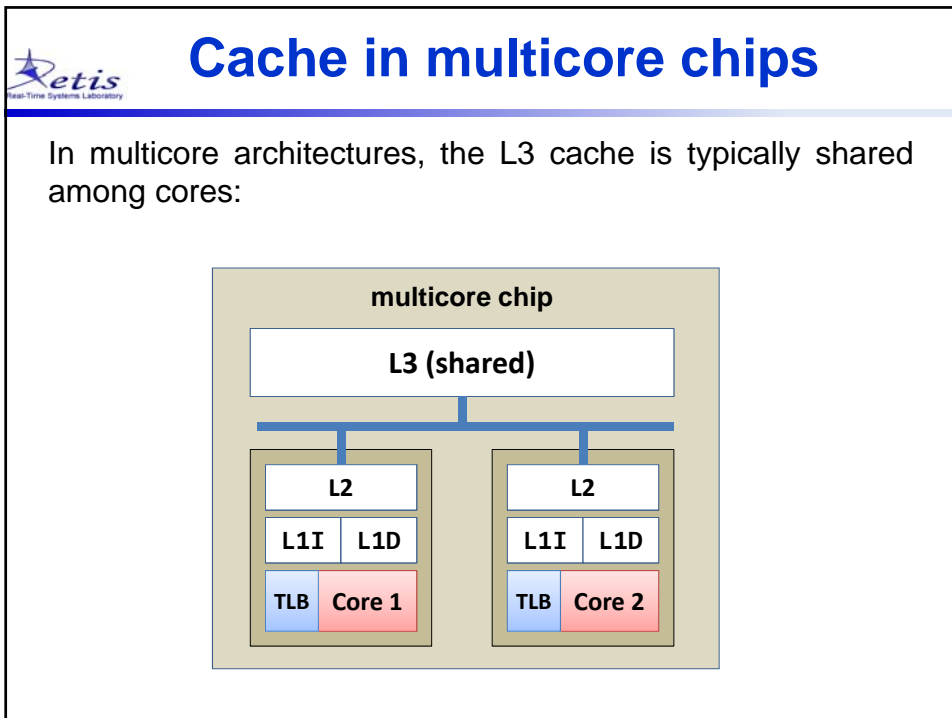 Cache in multicore chips
Retis
Real-Time Systems Laboratory
In multicore architectures, the L3 cache is typically shared
among cores:
multicore chip
L3 (shared)
L2 L2
L1I L1D L1I L1D
TLB Core 1 TLB Core 2